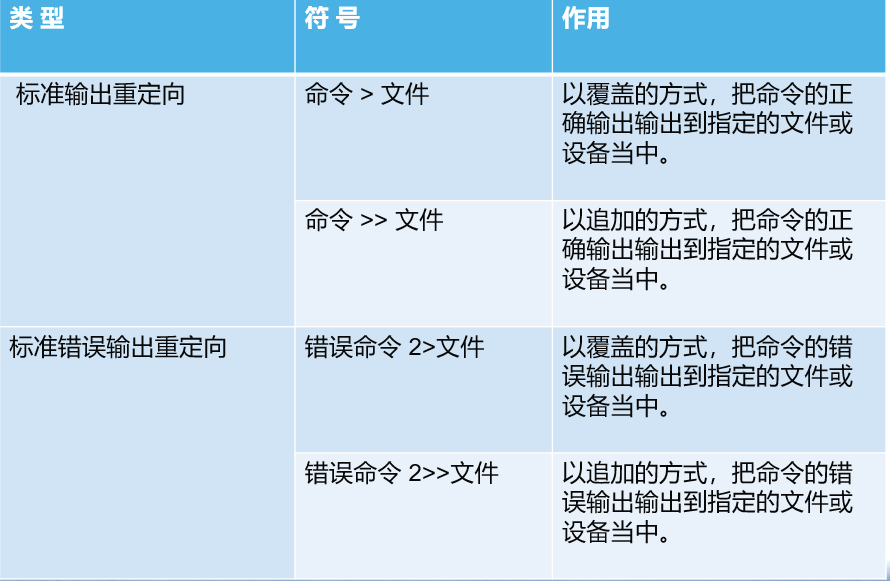 类 型
符 号
作用
标准输出重定向
命令 > 文件
以覆盖的方式，把命令的正
确输出输出到指定的文件或
设备当中。
命令 >> 文件
以追加的方式，把命令的正
确输出输出到指定的文件或
设备当中。
标准错误输出重定向
错误命令 2>文件
以覆盖的方式，把命令的错
误输出输出到指定的文件或
设备当中。
错误命令 2>>文件
以追加的方式，把命令的错
误输出输出到指定的文件或
设备当中。